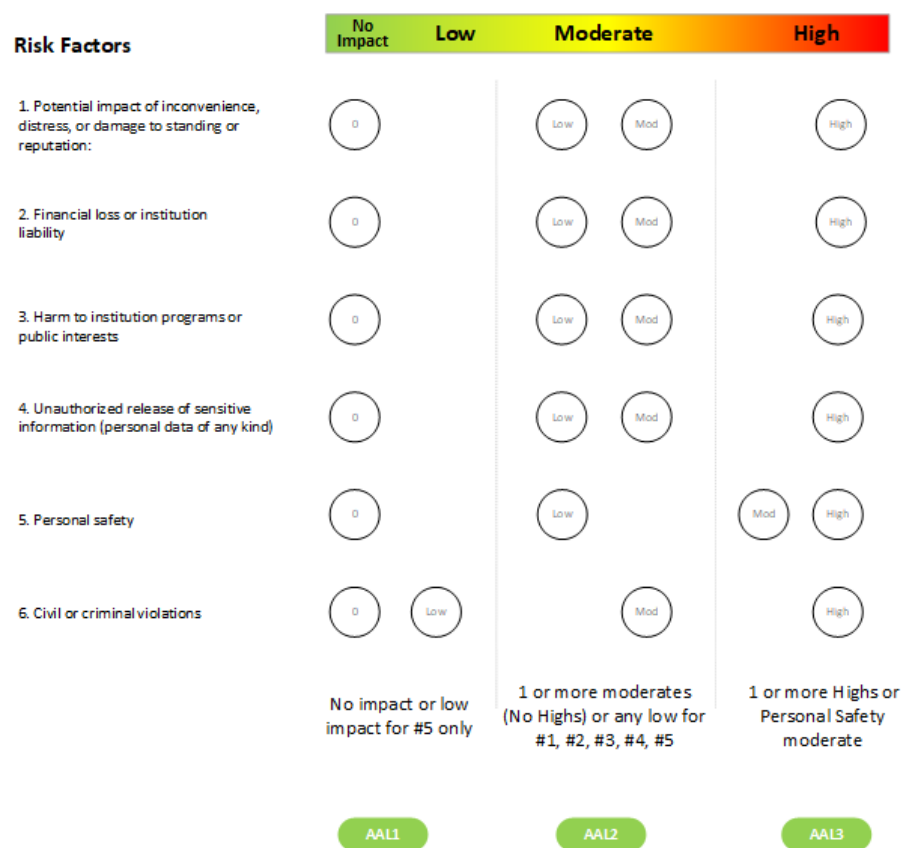 Risk Factors
No
Impact
Low
Moderate
High
1. Potential impact of inconvenience,
distress, or damage to standing or
reputation:
0
Low
Mod
High
2. Financial loss or institution
liability
0
Low
Mod
High
3. Harm to institution programs or
public interests
0
Low
Mod
High
4. Unauthorized release of sensitive
information (personal data of any kind)
0
Low
Mod
High
5. Personal safety
0
Low
Mod
High
6. Civil or criminal violations
0
Low
Mod
High
No impact or low
impact for #5 only
1 or more moderates
(No Highs) or any low for
#1, #2, #3, #4, #5
1 or more Highs or
Personal Safety
moderate
AAL1
AAL2
AAL3